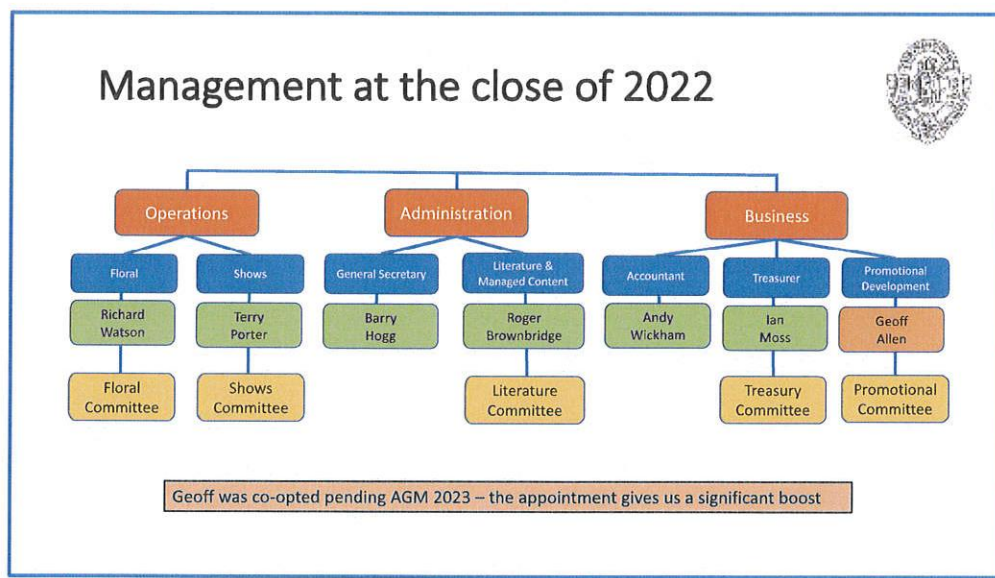 Management at the close of 2022
Operations
Administration
Business
Floral
Shows
General Secretary
Literature &
Managed Content
Accountant
Treasurer
Promotional
Development
Richard
Watson
Terry
Porter
Barry
Hogg
Roger
Brownbridge
Andy
Wickham
Ian
Moss
Geoff
Allen
Floral
Committee
Shows
Committee
Literature
Committee
Treasury
Committee
Promotional
Committee
Geoff was co-opted pending AGM 2023 – the appointment gives us a significant boost